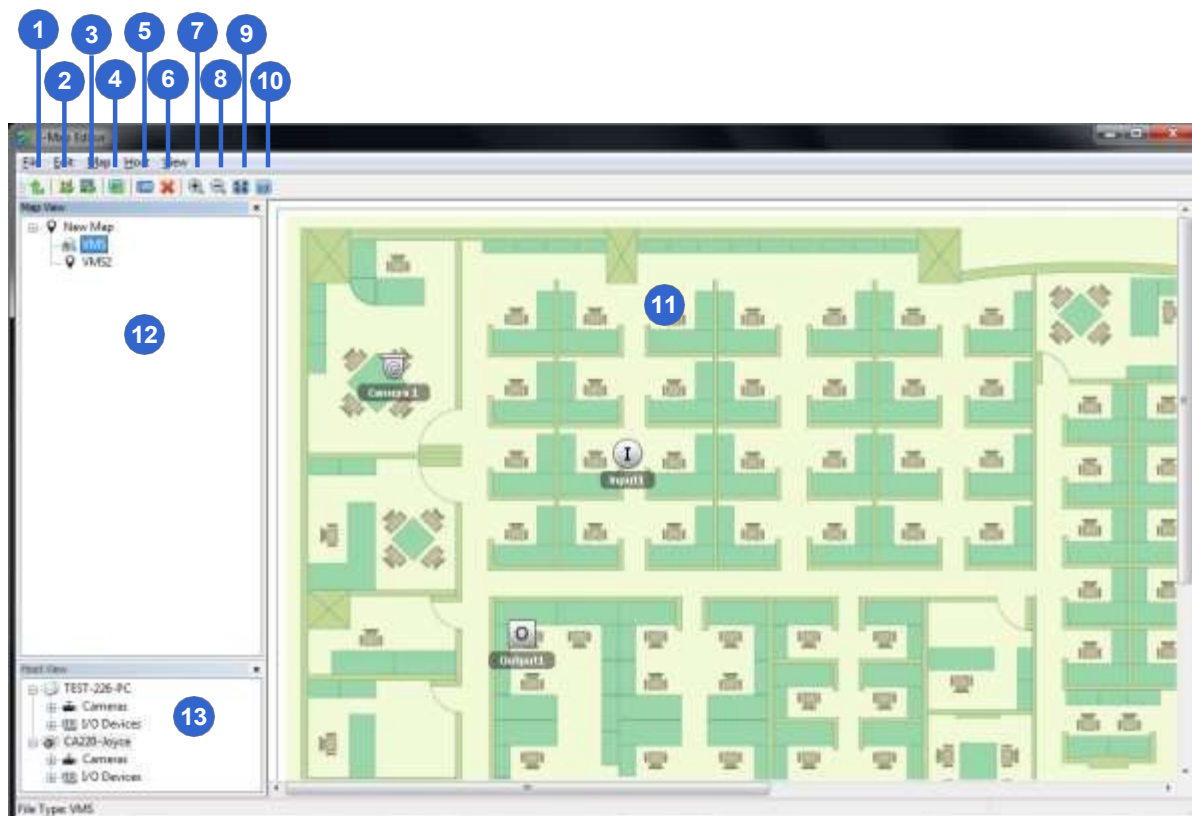 1 3 5 7 9
2 4 6 8 10
File Edit Map Host View
Map View
New Map
VMS
VMS2
12
11
Camera1
Input1
Output1
Host View
TEST-226-PC
Cameras
I/O Devices
CA220-Joyce
Cameras
I/O Devices
13
File Type: VMS